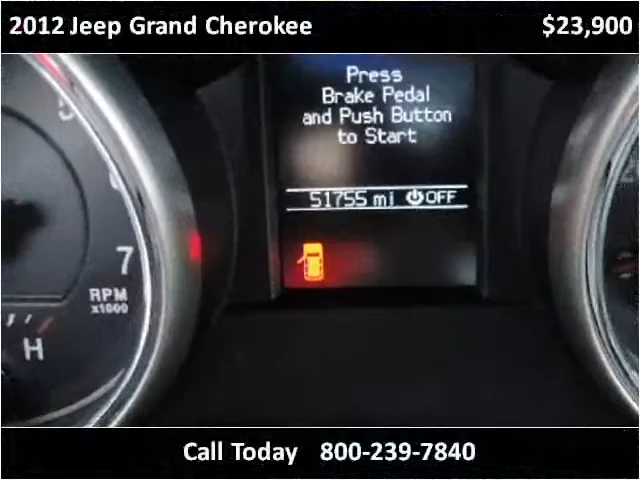 2012 Jeep Grand Cherokee $23,900
Press
Brake Pedal
and Push Button
to Start
51755 mi OFF
5
7
RPM
x1000
H
Call Today 800-239-7840